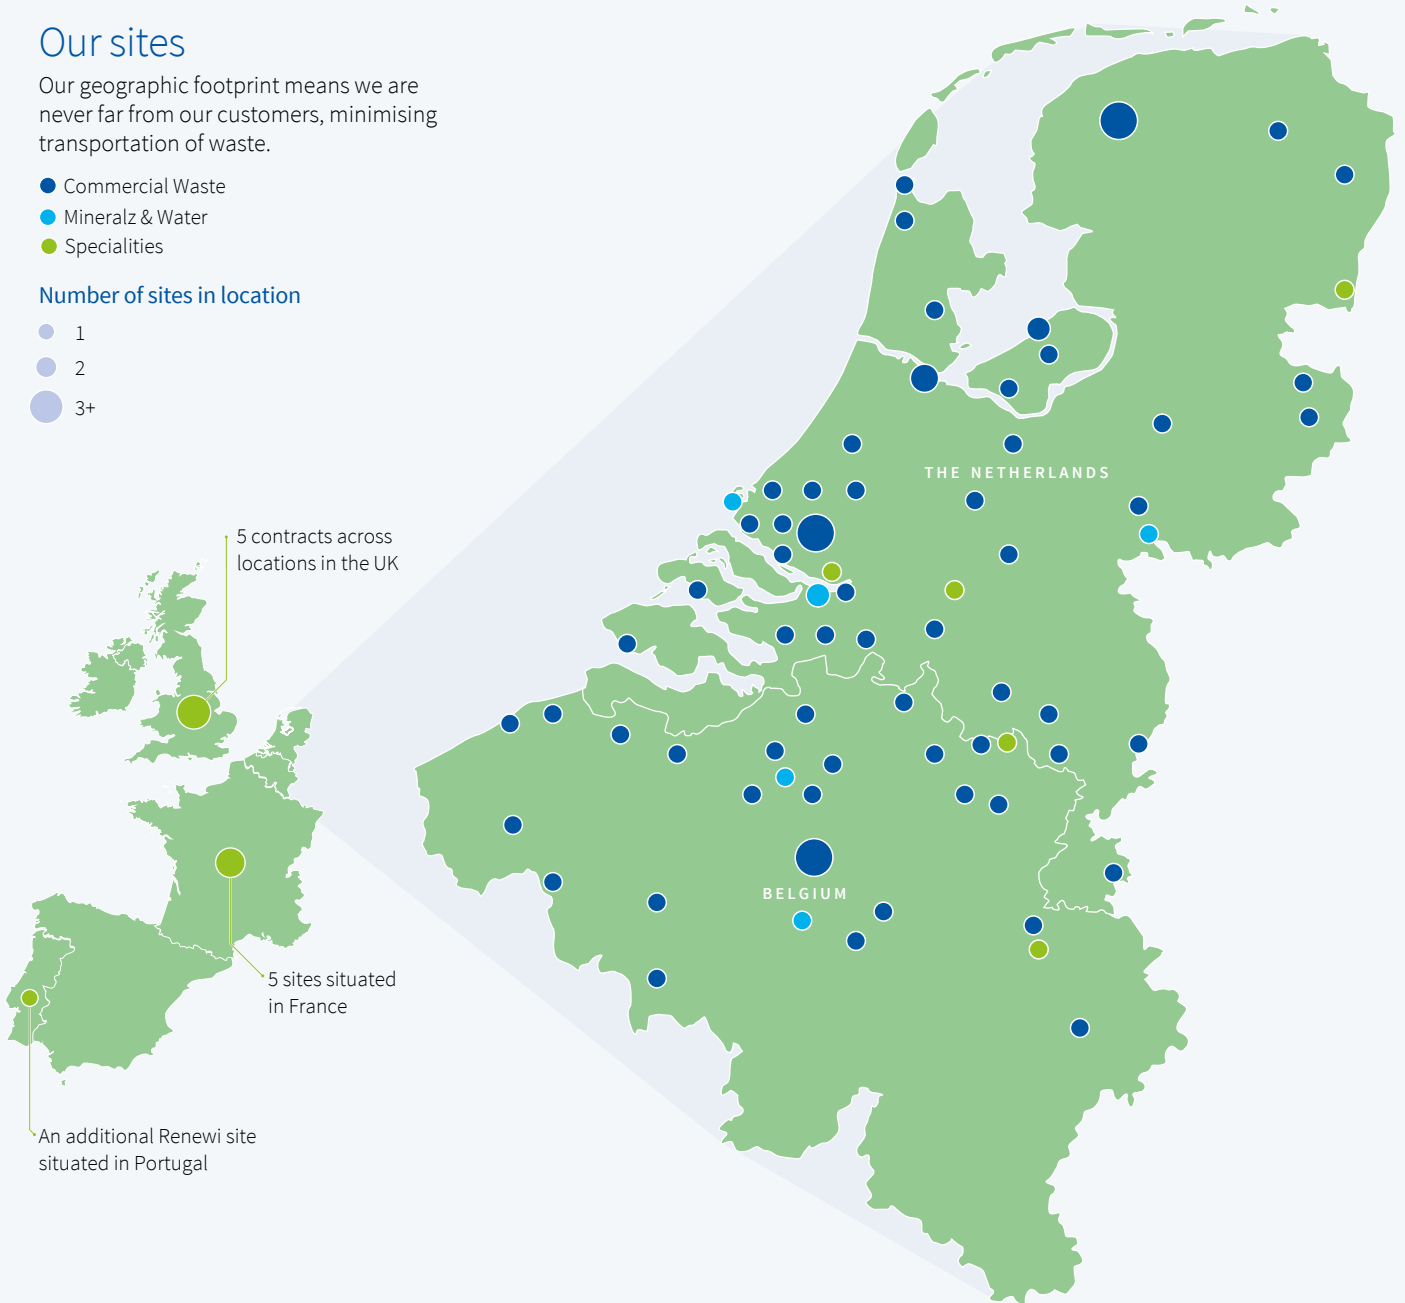 Our sites
Our geographic footprint means we are
never far from our customers, minimising
transportation of waste.
Commercial Waste
Mineralz & Water
Specialities
Number of sites in location
1
2
3+
THE NETHERLANDS
5 contracts across
locations in the UK
BELGIUM
5 sites situated
in France
An additional Renewi site
situated in Portugal